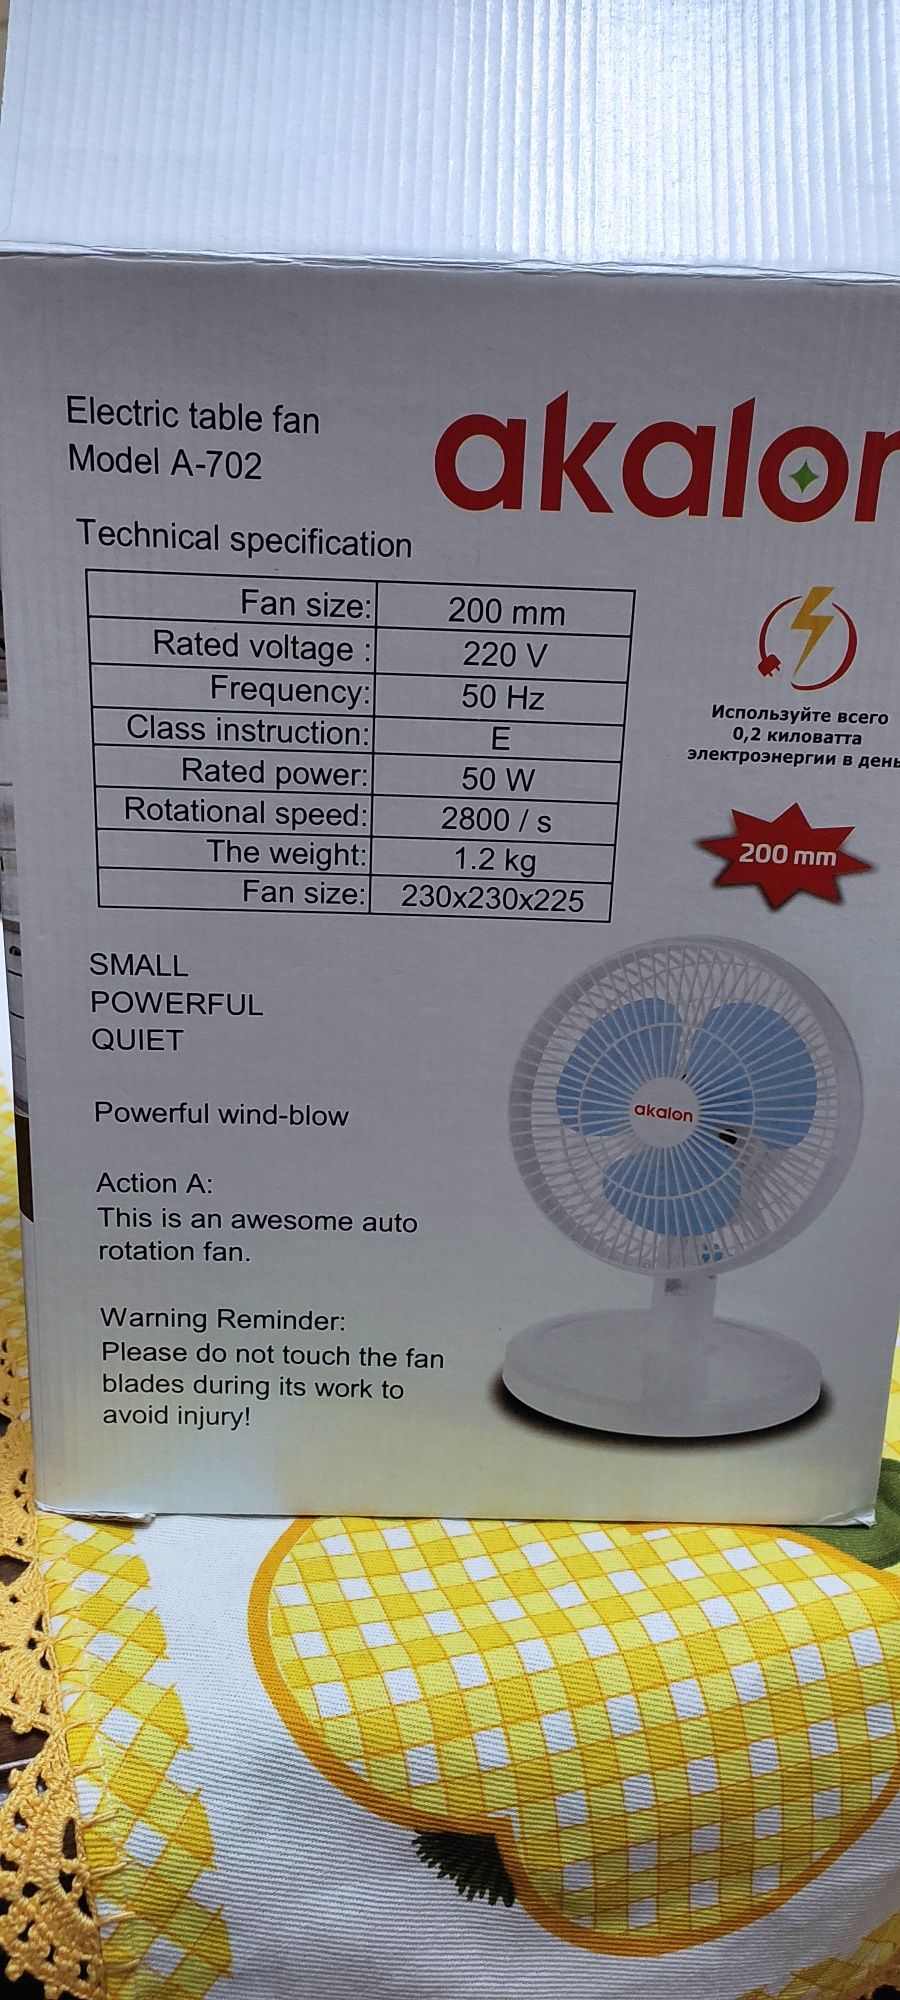 Electric table fan
Model A-702
akalon
Technical specification
Fan size: 200 mm
Rated voltage : 220 V
Frequency: 50 Hz
Class instruction: E
Rated power: 50 W
Rotational speed: 2800 / s
The weight: 1.2 kg
Fan size: 230x230x225
Используйте всего
0,2 киловатта
электроэнергии в день
200 mm
SMALL
POWERFUL
QUIET
Powerful wind-blow
Action A:
This is an awesome auto
rotation fan.
Warning Reminder:
Please do not touch the fan
blades during its work to
avoid injury!
akalon